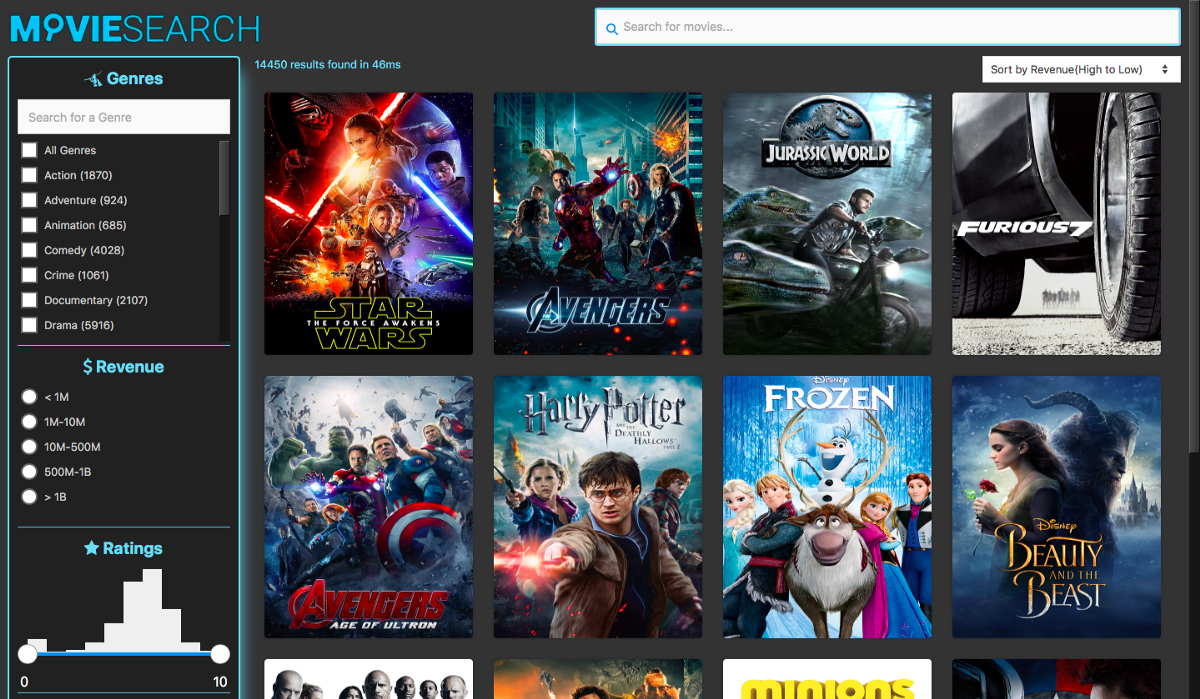 MOVIESEARCH
Search for movies...
Genres
Search for a Genre
All Genres
Action (1870)
Adventure (924)
Animation (685)
Comedy (4028)
Crime (1061)
Documentary (2107)
Drama (5916)
$ Revenue
< 1M
1M-10M
10M-500M
500M-1B
> 1B
Ratings
0
10
14450 results found in 46ms
Sort by Revenue(High to Low)
STAR
THE FORCE AWAKENS
WARS
AVENGERS
JURASSIC WORLD
FURIOUS 7
AVENGERS
AGE OF ULTRON
Harry Potter
AND THE
DEATHLY
HALLOWS
PART 2
DISNEY
FROZEN
DISNEY
BEAUTY
AND THE
BEAST
minions